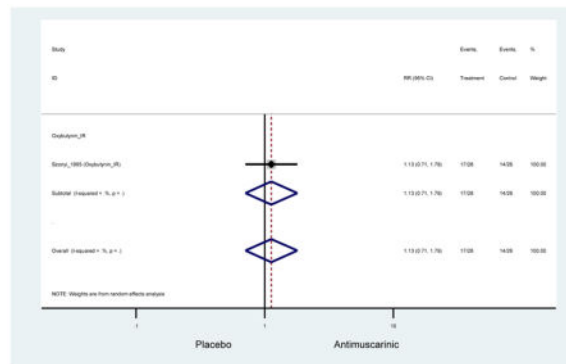 Study Events, Events, %
ID RR (95% CI) Treatment Control Weight
Oxybutynin_IR
Szonyi_1995 (Oxybutynin_IR) 1.13 (0.71, 1.79) 17/28 14/26 100.00
Subtotal (I-squared = .%, p = .) 1.13 (0.71, 1.79) 17/28 14/26 100.00
.
Overall (I-squared = .%, p = .) 1.13 (0.71, 1.79) 17/28 14/26 100.00
NOTE: Weights are from random effects analysis
.1 1 10
Placebo Antimuscarinic